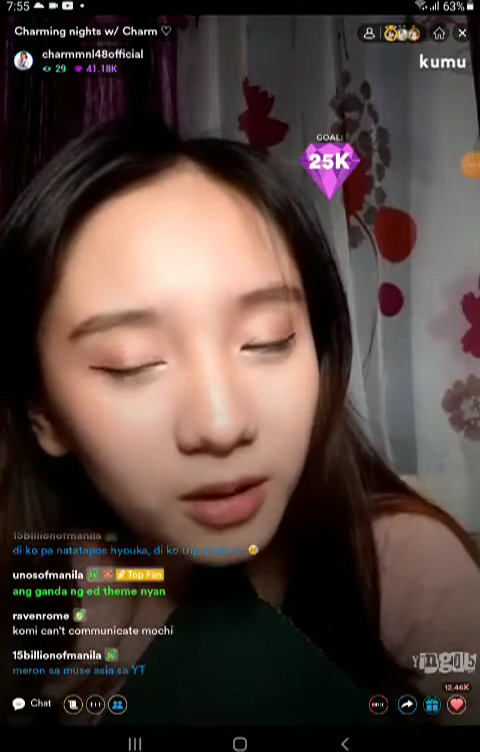 7:55
63%
Charming nights w/ Charm ♡
charmmnl48official
29 41.18K
kumu
GOAL:
25K
15billionofmanila
di ko pa natatapos hyouka, di ko
unosofmanila Top Fan
ang ganda ng ed theme nyan
ravenrome
komi can't communicate mochi
15billionofmanila
meron sa muse asia sa YT
12.46K
Chat